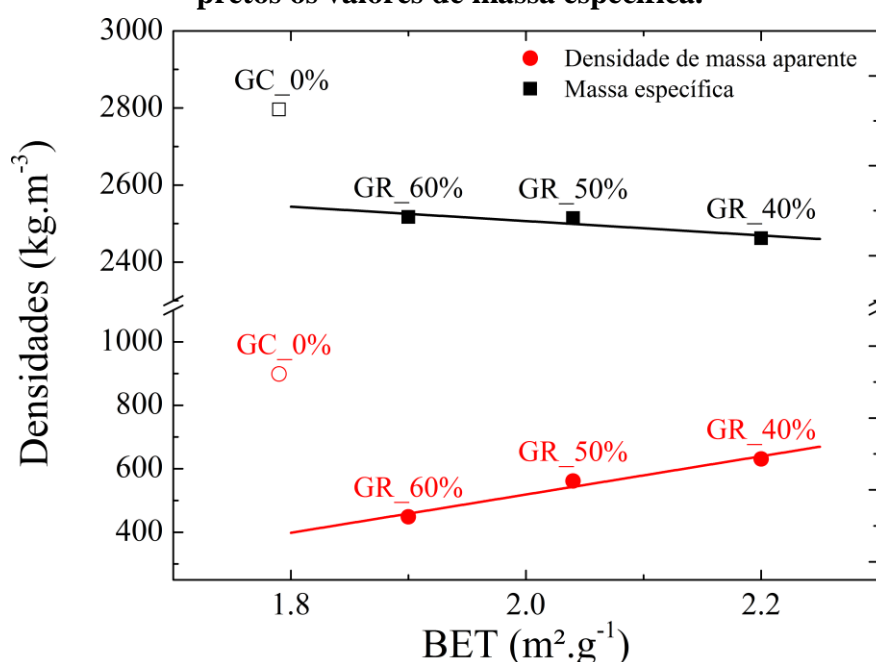 pretos os valores de massa específica.
3000
2800
2600
2400
1000
800
600
400
Densidades (kg.m⁻³)
Densidade de massa aparente
Massa específica
GC_0%
GR_60%
GR_50%
GR_40%
GC_0%
GR_60%
GR_50%
GR_40%
1.8
2.0
2.2
BET (m².g⁻¹)